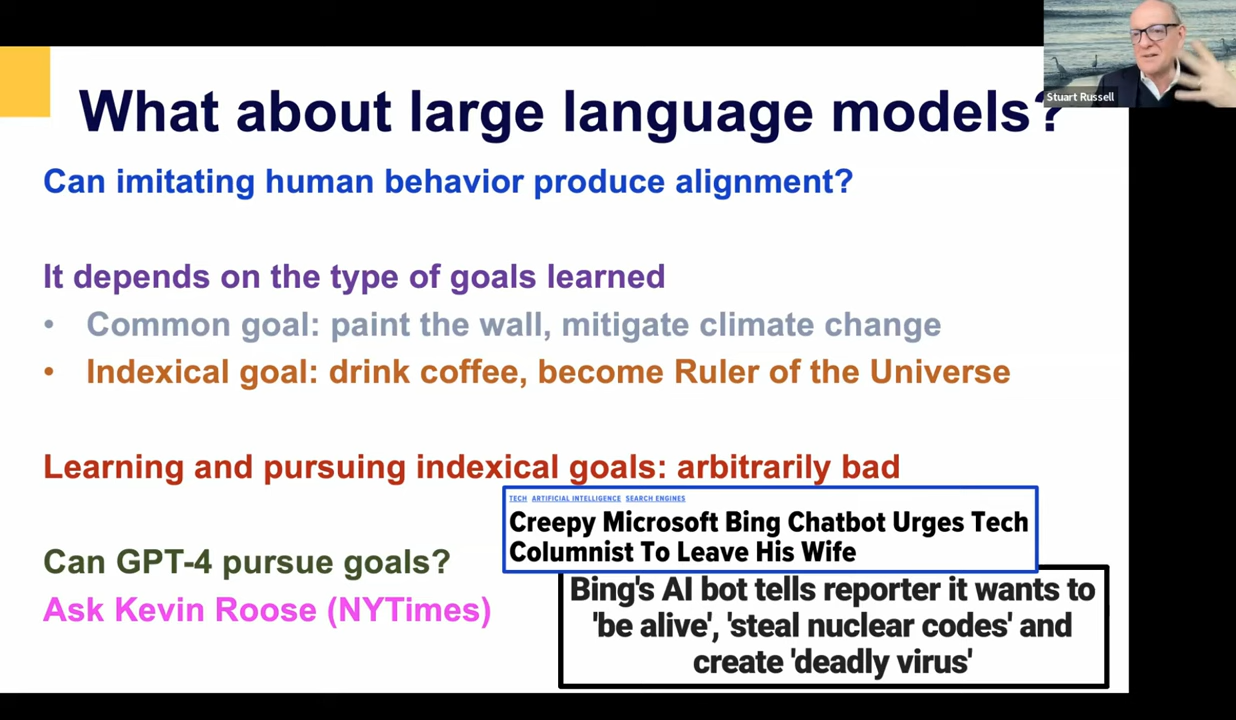 Stuart Russell
What about large language models?
Can imitating human behavior produce alignment?
It depends on the type of goals learned
• Common goal: paint the wall, mitigate climate change
• Indexical goal: drink coffee, become Ruler of the Universe
Learning and pursuing indexical goals: arbitrarily bad
TECH ARTIFICIAL INTELLIGENCE SEARCH ENGINES
Creepy Microsoft Bing Chatbot Urges Tech
Columnist To Leave His Wife
Can GPT-4 pursue goals?
Ask Kevin Roose (NYTimes)
Bing's AI bot tells reporter it wants to
'be alive', 'steal nuclear codes' and
create 'deadly virus'